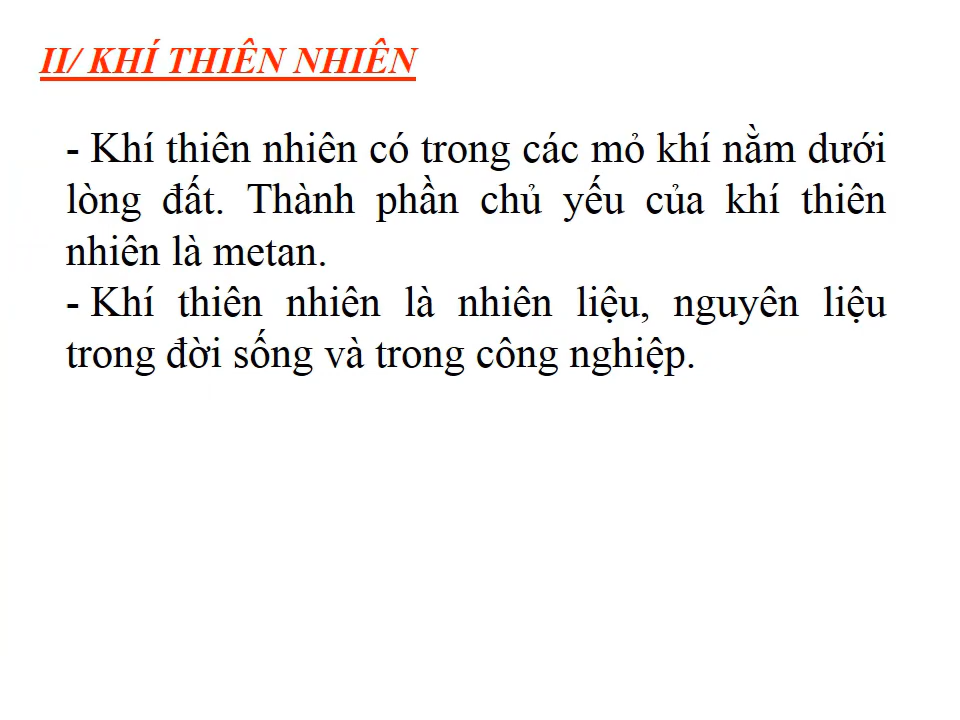 II/ KHÍ THIÊN NHIÊN
- Khí thiên nhiên có trong các mỏ khí nằm dưới
lòng đất. Thành phần chủ yếu của khí thiên
nhiên là metan.
- Khí thiên nhiên là nhiên liệu, nguyên liệu
trong đời sống và trong công nghiệp.